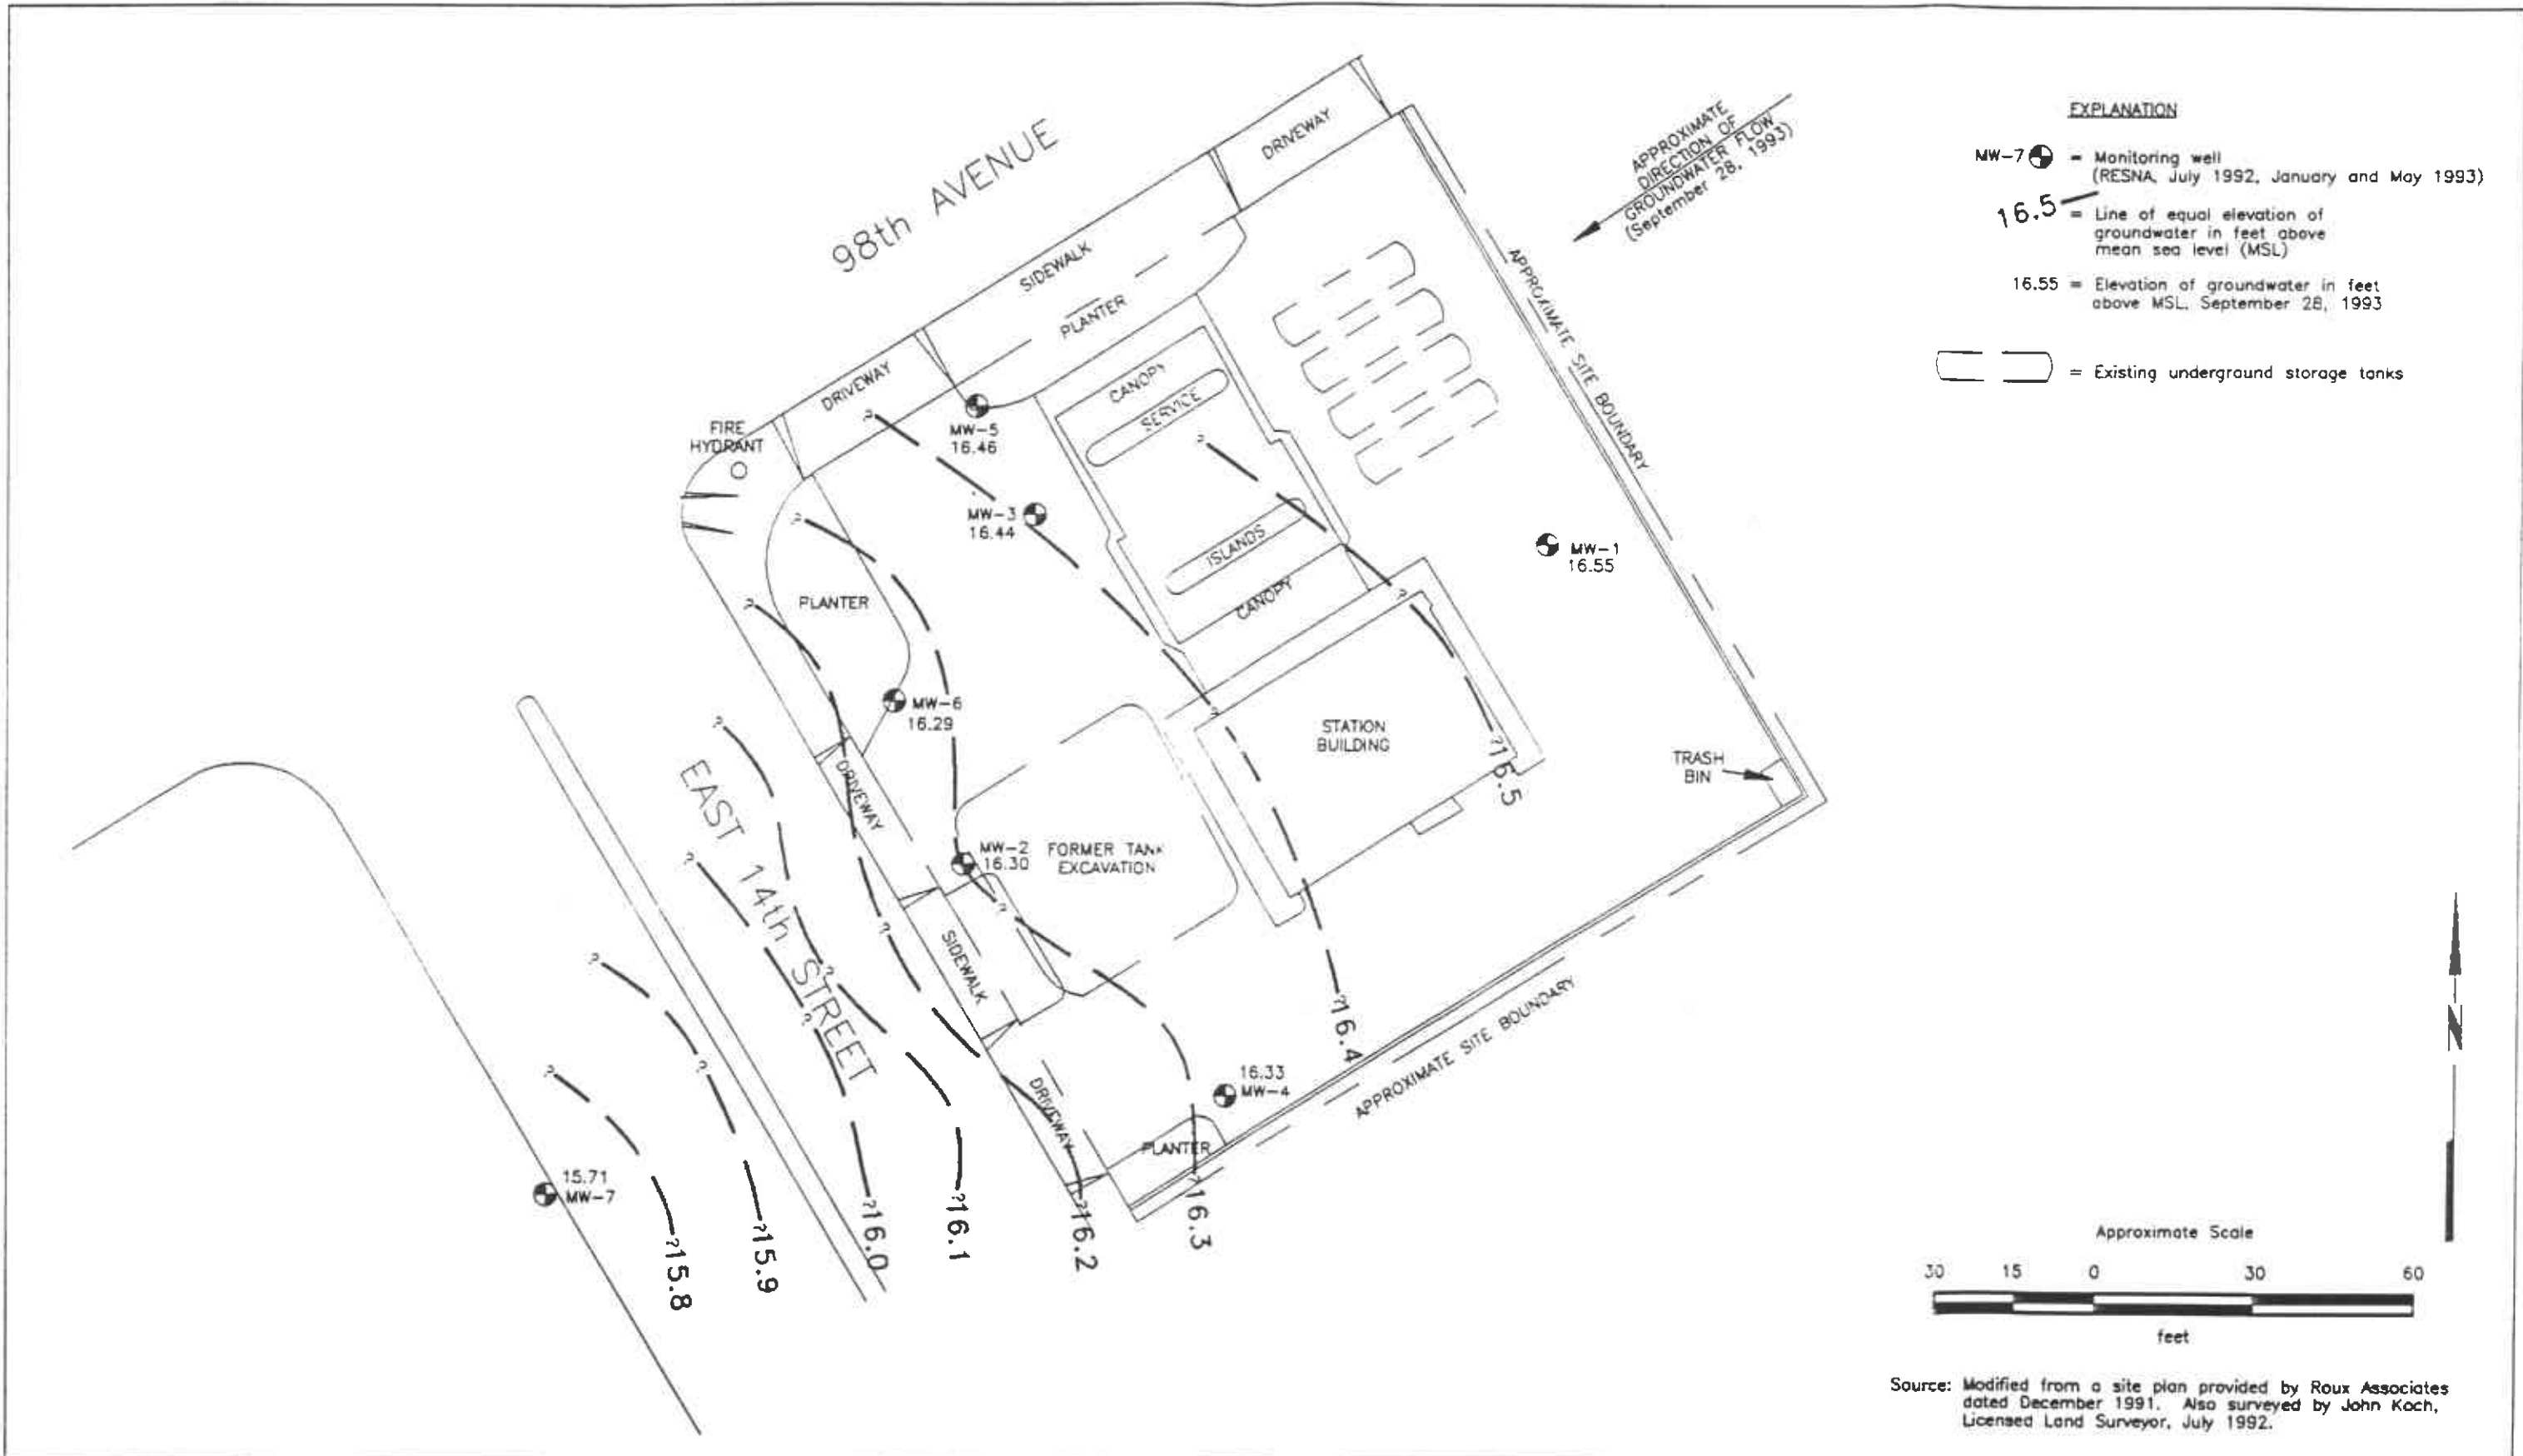 98th AVENUE
DRIVEWAY
SIDEWALK
PLANTER
DRIVEWAY
APPROXIMATE
DIRECTION OF
GROUNDWATER FLOW
(September 28, 1993)
EXPLANATION
MW-7 = Monitoring well
(RESNA, July 1992, January and May 1993)
16.5 = Line of equal elevation of
groundwater in feet above
mean sea level (MSL)
16.55 = Elevation of groundwater in feet
above MSL, September 28, 1993
= Existing underground storage tanks
APPROXIMATE SITE BOUNDARY
CANOPY
SERVICE
ISLANDS
CANOPY
FIRE
HYDRANT
?
MW-5
16.46
?
MW-3
16.44
MW-1
16.55
?
?
PLANTER
?
?
MW-6
16.29
?
STATION
BUILDING
?16.5
TRASH
BIN
?
EAST 14th STREET
DRIVEWAY
MW-2
16.30
FORMER TANK
EXCAVATION
?
?
?
SIDEWALK
?
?
?
?16.4
APPROXIMATE SITE BOUNDARY
?
?
DRIVEWAY
16.33
MW-4
PLANTER
15.71
MW-7
?15.8
?15.9
?16.0
?16.1
?16.2
?16.3
N
Approximate Scale
30 15 0 30 60
feet
Source: Modified from a site plan provided by Roux Associates
dated December 1991. Also surveyed by John Koch,
Licensed Land Surveyor, July 1992.